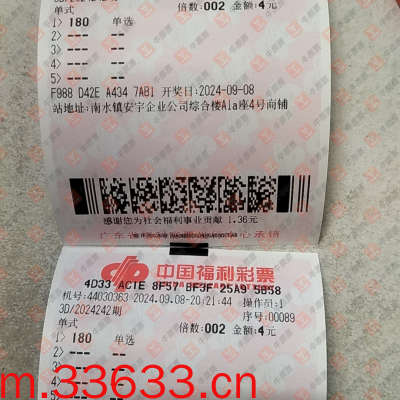 单式 倍数:002 金额:4元
1> 180 单选
2> --- --
3> --- --
4> --- --
5> --- --
F988 D42E A434 7AB1 开奖日:2024-09-08
站地址:南水镇安宇企业公司综合楼A1a座4号商铺
感谢您为社会福利事业贡献 1.36元
中国福利彩票
4D33 AC1E 8F57 8F3F 25A9 5B58
机号:44030363 2024.09.08-20:21:44 操作员:1
3D/2024242期 序号:00089
单式 倍数:002 金额:4元
1> 180 单选
2> --- --
3> --- --
m.33633.cn